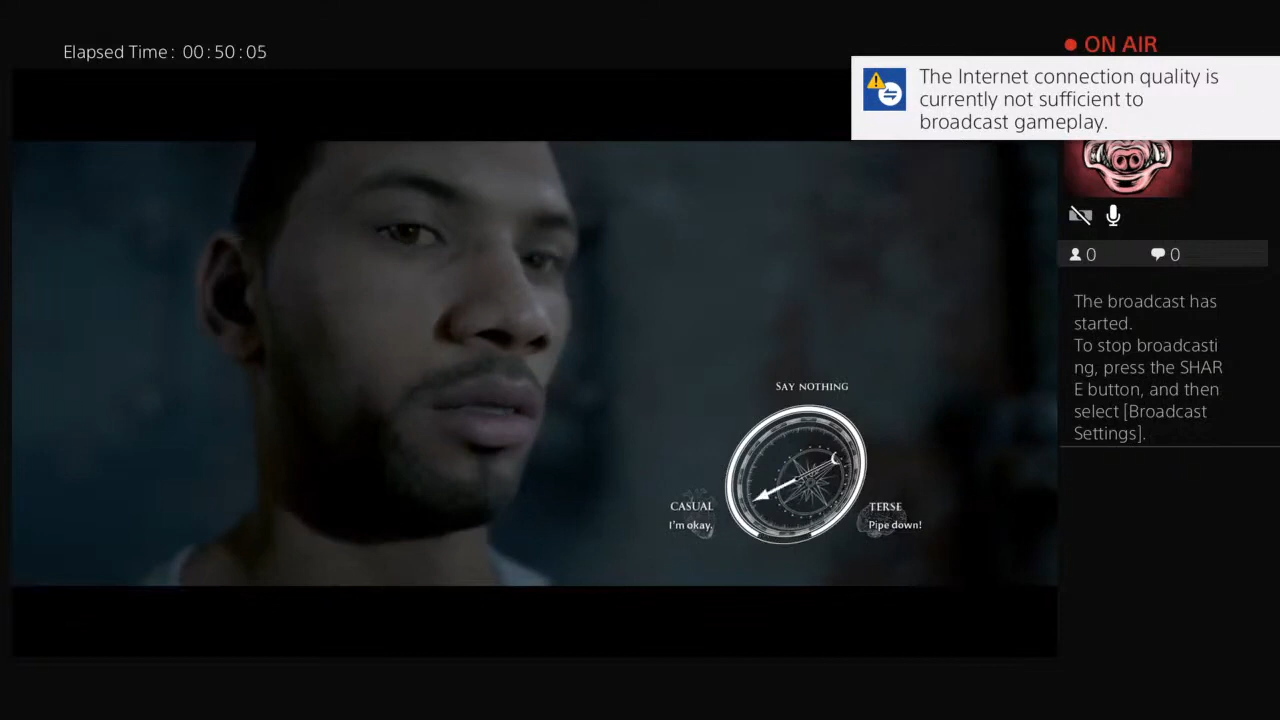 Elapsed Time: 00:50:05
ON AIR
The Internet connection quality is
currently not sufficient to
broadcast gameplay.
0
0
The broadcast has
started.
To stop broadcasti
ng, press the SHAR
E button, and then
select [Broadcast
Settings].
SAY NOTHING
CASUAL
I'm okay.
TERSE
Pipe down!